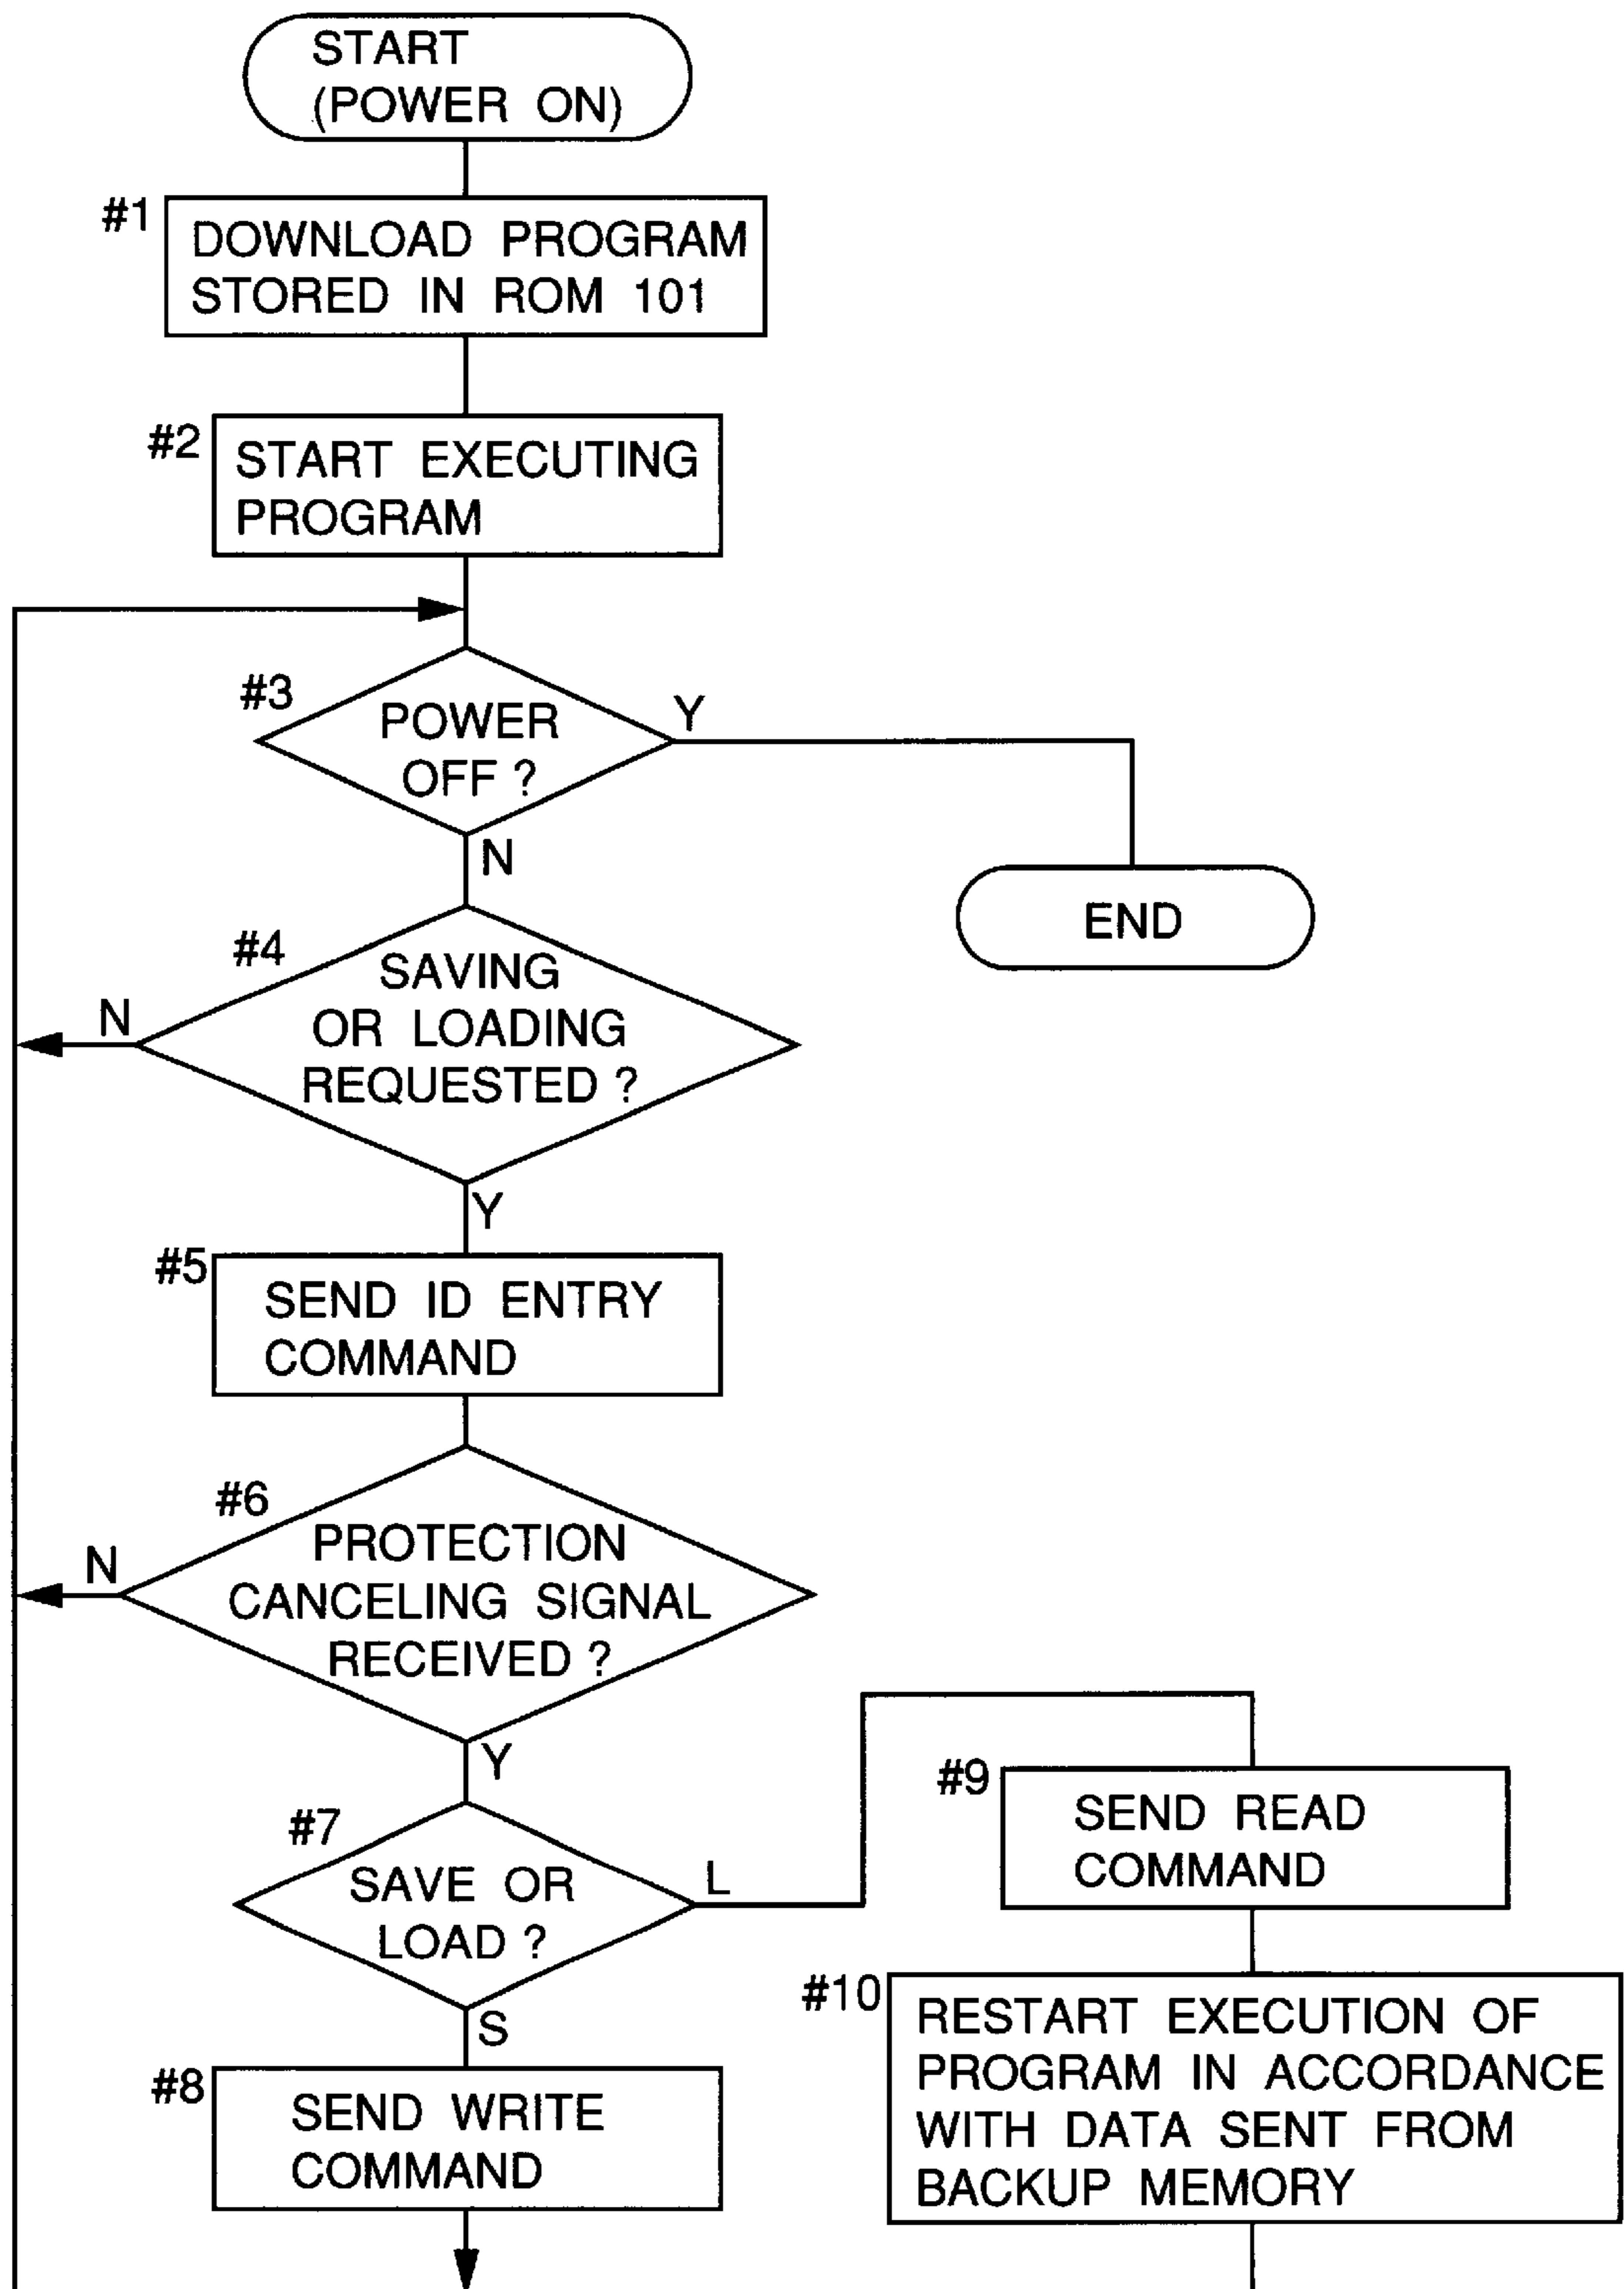 START
(POWER ON)
#1
DOWNLOAD PROGRAM
STORED IN ROM 101
#2
START EXECUTING
PROGRAM
#3
POWER
OFF ?
Y
N
END
#4
SAVING
OR LOADING
REQUESTED ?
N
Y
#5
SEND ID ENTRY
COMMAND
#6
PROTECTION
CANCELING SIGNAL
RECEIVED ?
N
Y
#7
SAVE OR
LOAD ?
L
S
#9
SEND READ
COMMAND
#8
SEND WRITE
COMMAND
#10
RESTART EXECUTION OF
PROGRAM IN ACCORDANCE
WITH DATA SENT FROM
BACKUP MEMORY